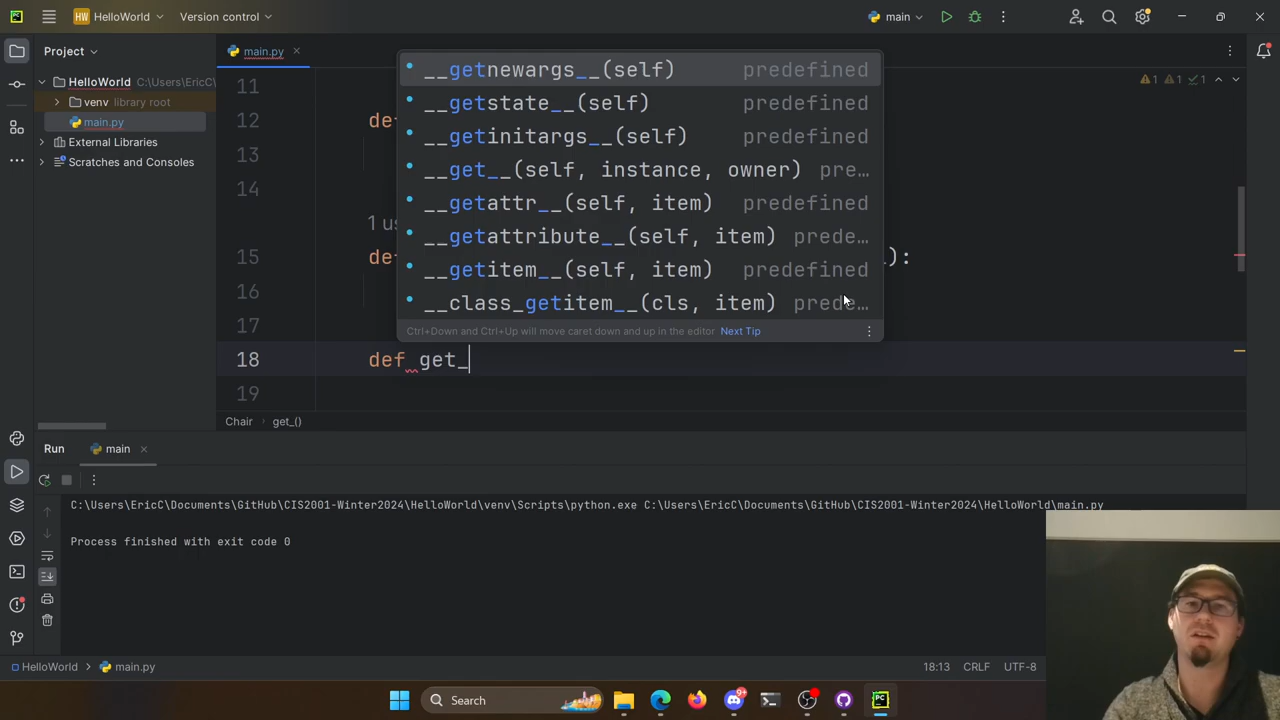 HW HelloWorld Version control main
Project main.py
HelloWorld C:\Users\EricC
venv library root
main.py
External Libraries
Scratches and Consoles
11
12 def
13
14
1 us
15 def ):
16
17
18 def get_
19
__getnewargs__(self) predefined
__getstate__(self) predefined
__getinitargs__(self) predefined
__get__(self, instance, owner) pre…
__getattr__(self, item) predefined
__getattribute__(self, item) prede…
__getitem__(self, item) predefined
__class_getitem__(cls, item) prede…
Ctrl+Down and Ctrl+Up will move caret down and up in the editor Next Tip
1 1 1
Chair get_()
Run main
C:\Users\EricC\Documents\GitHub\CIS2001-Winter2024\HelloWorld\venv\Scripts\python.exe C:\Users\EricC\Documents\GitHub\CIS2001-Winter2024\HelloWorld\main.py
Process finished with exit code 0
HelloWorld main.py 18:13 CRLF UTF-8
Search